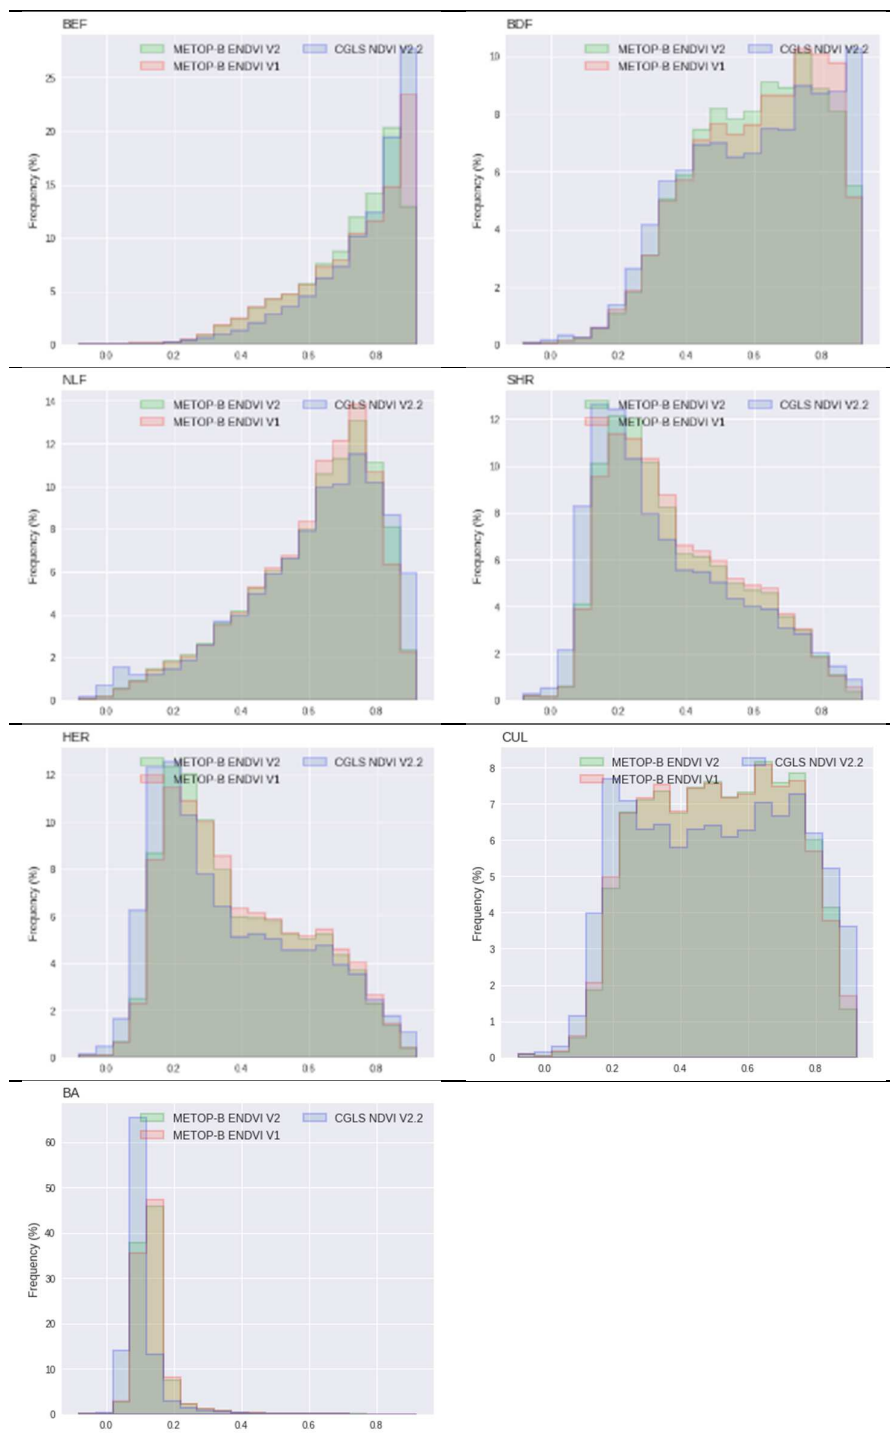 BEF
METOP-B ENDVI V2 CGLS NDVI V2.2
METOP-B ENDVI V1
Frequency (%)
25
20
15
10
5
0
0.0 0.2 0.4 0.6 0.8
BDF
METOP-B ENDVI V2 CGLS NDVI V2.2
METOP-B ENDVI V1
Frequency (%)
10
8
6
4
2
0
0.0 0.2 0.4 0.6 0.8
NLF
METOP-B ENDVI V2 CGLS NDVI V2.2
METOP-B ENDVI V1
Frequency (%)
14
12
10
8
6
4
2
0
0.0 0.2 0.4 0.6 0.8
SHR
METOP-B ENDVI V2 CGLS NDVI V2.2
METOP-B ENDVI V1
Frequency (%)
12
10
8
6
4
2
0
0.0 0.2 0.4 0.6 0.8
HER
METOP-B ENDVI V2 CGLS NDVI V2.2
METOP-B ENDVI V1
Frequency (%)
12
10
8
6
4
2
0
0.0 0.2 0.4 0.6 0.8
CUL
METOP-B ENDVI V2 CGLS NDVI V2.2
METOP-B ENDVI V1
Frequency (%)
8
7
6
5
4
3
2
1
0
0.0 0.2 0.4 0.6 0.8
BA
METOP-B ENDVI V2 CGLS NDVI V2.2
METOP-B ENDVI V1
Frequency (%)
60
50
40
30
20
10
0
0.0 0.2 0.4 0.6 0.8